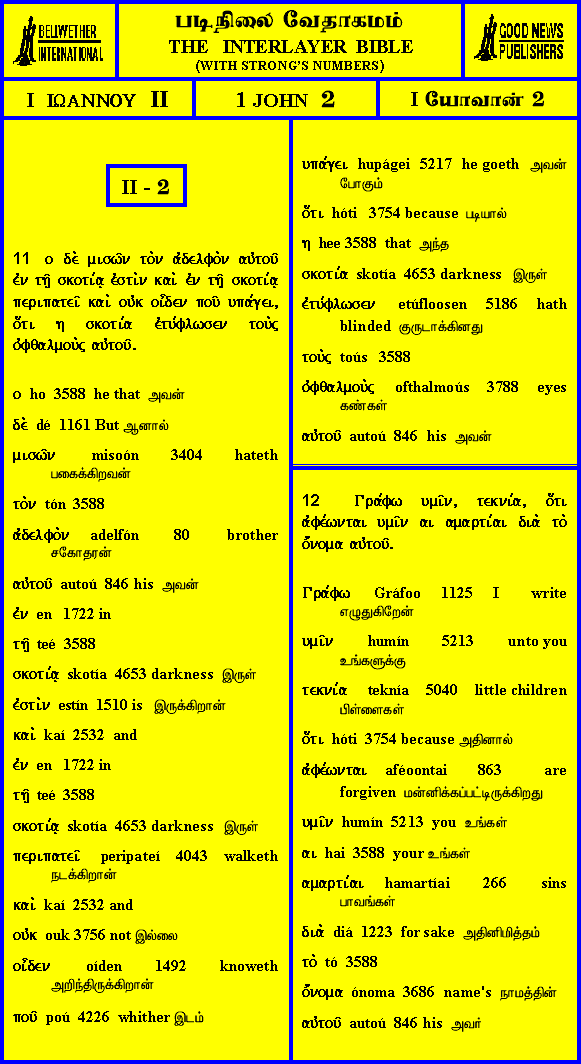 BELLWETHER
INTERNATIONAL
படிநிலை வேதாகமம்
THE INTERLAYER BIBLE
(WITH STRONG'S NUMBERS)
GOOD NEWS
PUBLISHERS
I ΙΩΑΝΝΟΥ II
1 JOHN 2
I யோவான் 2
II - 2
11 ο δὲ μισῶν τὸν ἀδελφὸν αὐτοῦ
ἐν τῇ σκοτίᾳ ἐστὶν καὶ ἐν τῇ σκοτίᾳ
περιπατεῖ καὶ οὐκ οἶδεν ποῦ υπάγει,
ὅτι η σκοτία ἐτύφλωσεν τοὺς
ὀφθαλμοὺς αὐτοῦ.
ο ho 3588 he that அவன்
δὲ dé 1161 But ஆனால்
μισῶν misoón 3404 hateth
பகைக்கிறவன்
τὸν tón 3588
ἀδελφὸν adelfón 80 brother
சகோதரன்
αὐτοῦ autoú 846 his அவன்
ἐν en 1722 in
τῇ teé 3588
σκοτίᾳ skotía 4653 darkness இருள்
ἐστὶν estín 1510 is இருக்கிறான்
καὶ kaí 2532 and
ἐν en 1722 in
τῇ teé 3588
σκοτίᾳ skotía 4653 darkness இருள்
περιπατεῖ peripateí 4043 walketh
நடக்கிறான்
καὶ kaí 2532 and
οὐκ ouk 3756 not இல்லை
οἶδεν oíden 1492 knoweth
அறிந்திருக்கிறான்
ποῦ poú 4226 whither இடம்
υπάγει hupágei 5217 he goeth அவன்
போகும்
ὅτι hóti 3754 because படியால்
η hee 3588 that அந்த
σκοτία skotía 4653 darkness இருள்
ἐτύφλωσεν etúfloosen 5186 hath
blinded குருடாக்கினது
τοὺς toús 3588
ὀφθαλμοὺς ofthalmoús 3788 eyes
கண்கள்
αὐτοῦ autoú 846 his அவன்
12 Γράφω υμῖν, τεκνία, ὅτι
ἀφέωνται υμῖν αι αμαρτίαι διὰ τὸ
ὄνομα αὐτοῦ.
Γράφω Gráfoo 1125 I write
எழுதுகிறேன்
υμῖν humín 5213 unto you
உங்களுக்கு
τεκνία teknía 5040 little children
பிள்ளைகள்
ὅτι hóti 3754 because அதினால்
ἀφέωνται aféoontai 863 are
forgiven மன்னிக்கப்பட்டிருக்கிறது
υμῖν humín 5213 you உங்கள்
αι hai 3588 your உங்கள்
αμαρτίαι hamartíai 266 sins
பாவங்கள்
διὰ diá 1223 for sake அதினிமித்தம்
τὸ tó 3588
ὄνομα ónoma 3686 name's நாமத்தின்
αὐτοῦ autoú 846 his அவர்